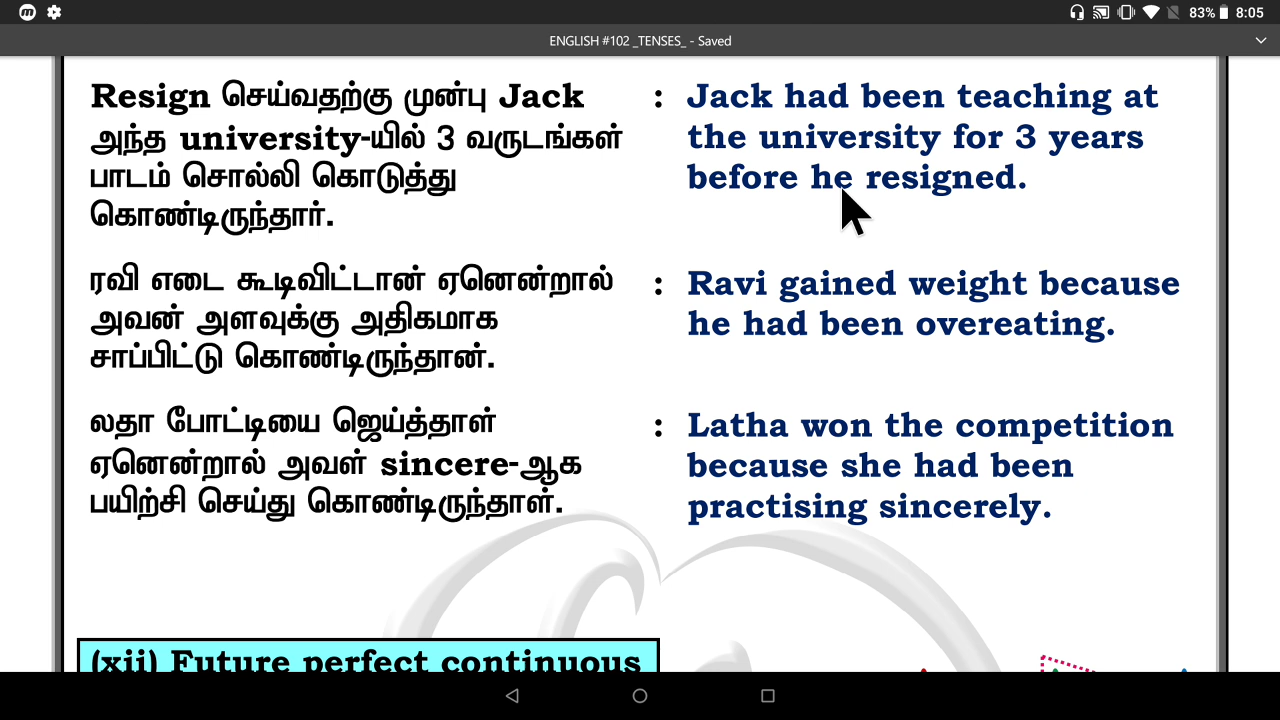 83% 8:05
ENGLISH #102 _TENSES_ - Saved
Resign செய்வதற்கு முன்பு Jack : Jack had been teaching at
அந்த university-யில் 3 வருடங்கள் the university for 3 years
பாடம் சொல்லி கொடுத்து before he resigned.
கொண்டிருந்தார்.
ரவி எடை கூடிவிட்டான் ஏனென்றால் : Ravi gained weight because
அவன் அளவுக்கு அதிகமாக he had been overeating.
சாப்பிட்டு கொண்டிருந்தான்.
லதா போட்டியை ஜெய்த்தாள் : Latha won the competition
ஏனென்றால் அவள் sincere-ஆக because she had been
பயிற்சி செய்து கொண்டிருந்தாள். practising sincerely.
(xii) Future perfect continuous